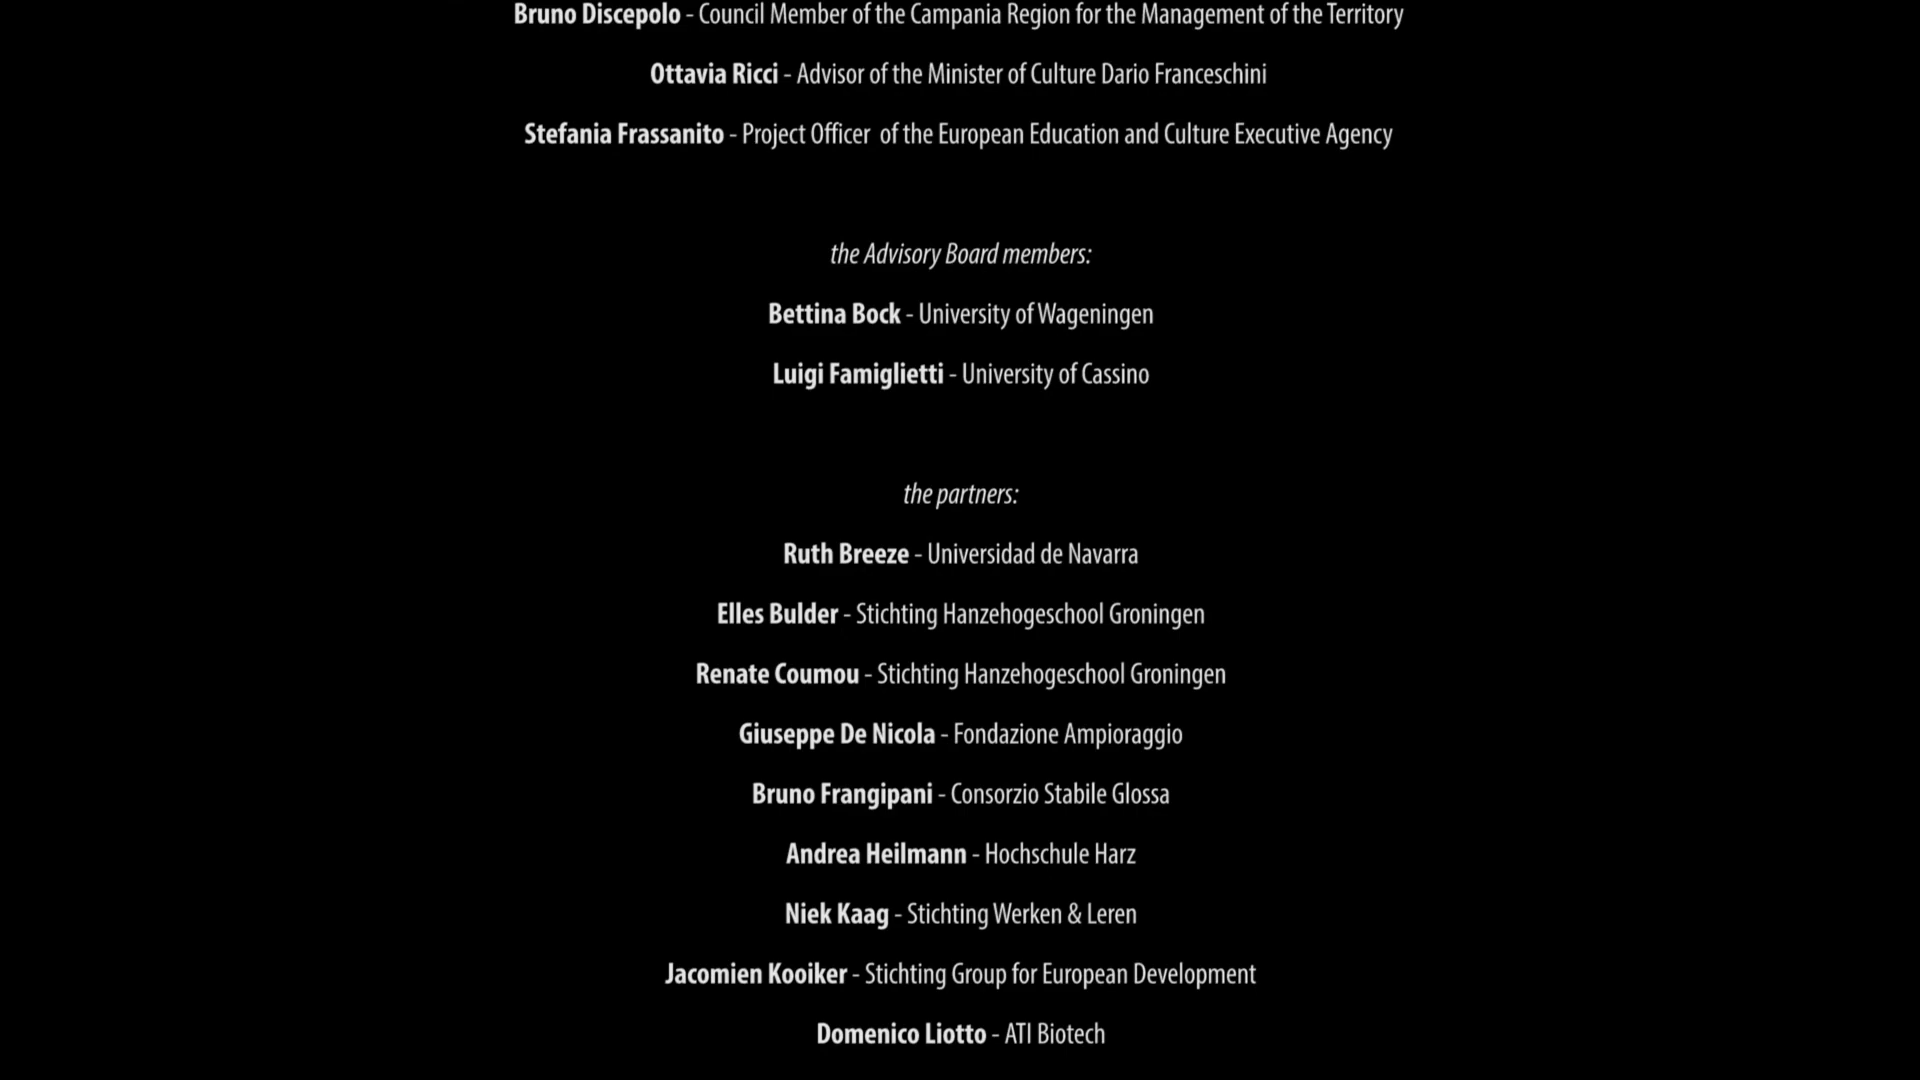 Bruno Discepolo - Council Member of the Campania Region for the Management of the Territory
Ottavia Ricci - Advisor of the Minister of Culture Dario Franceschini
Stefania Frassanito - Project Officer of the European Education and Culture Executive Agency
the Advisory Board members:
Bettina Bock - University of Wageningen
Luigi Famiglietti - University of Cassino
the partners:
Ruth Breeze - Universidad de Navarra
Elles Bulder - Stichting Hanzehogeschool Groningen
Renate Coumou - Stichting Hanzehogeschool Groningen
Giuseppe De Nicola - Fondazione Ampioraggio
Bruno Frangipani - Consorzio Stabile Glossa
Andrea Heilmann - Hochschule Harz
Niek Kaag - Stichting Werken & Leren
Jacomien Kooiker - Stichting Group for European Development
Domenico Liotto - ATI Biotech